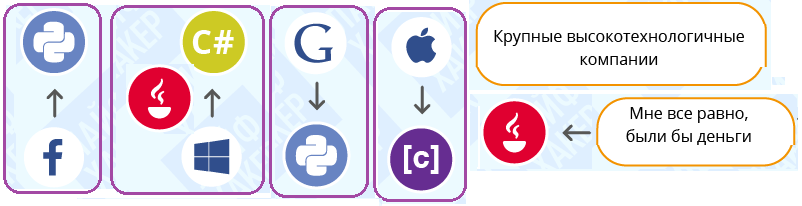 C#
G
[c]
Крупные высокотехнологичные
компании
Мне все равно,
были бы деньги